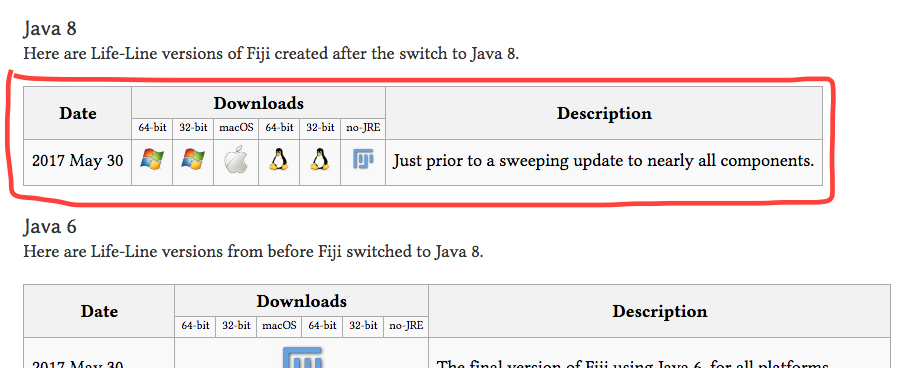 Java 8
Here are Life-Line versions of Fiji created after the switch to Java 8.
Date Downloads Description
64-bit 32-bit macOS 64-bit 32-bit no-JRE
2017 May 30 Just prior to a sweeping update to nearly all components.
Java 6
Here are Life-Line versions from before Fiji switched to Java 8.
Date Downloads Description
64-bit 32-bit macOS 64-bit 32-bit no-JRE
2017 May 30 The final version of Fiji using Java 6, for all platforms.